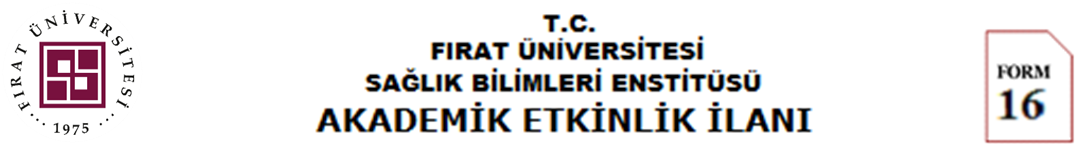 FIRAT ÜNİVERSİTESİ
1975
T.C.
FIRAT ÜNİVERSİTESİ
SAĞLIK BİLİMLERİ ENSTİTÜSÜ
AKADEMİK ETKİNLİK İLANI
FORM
16